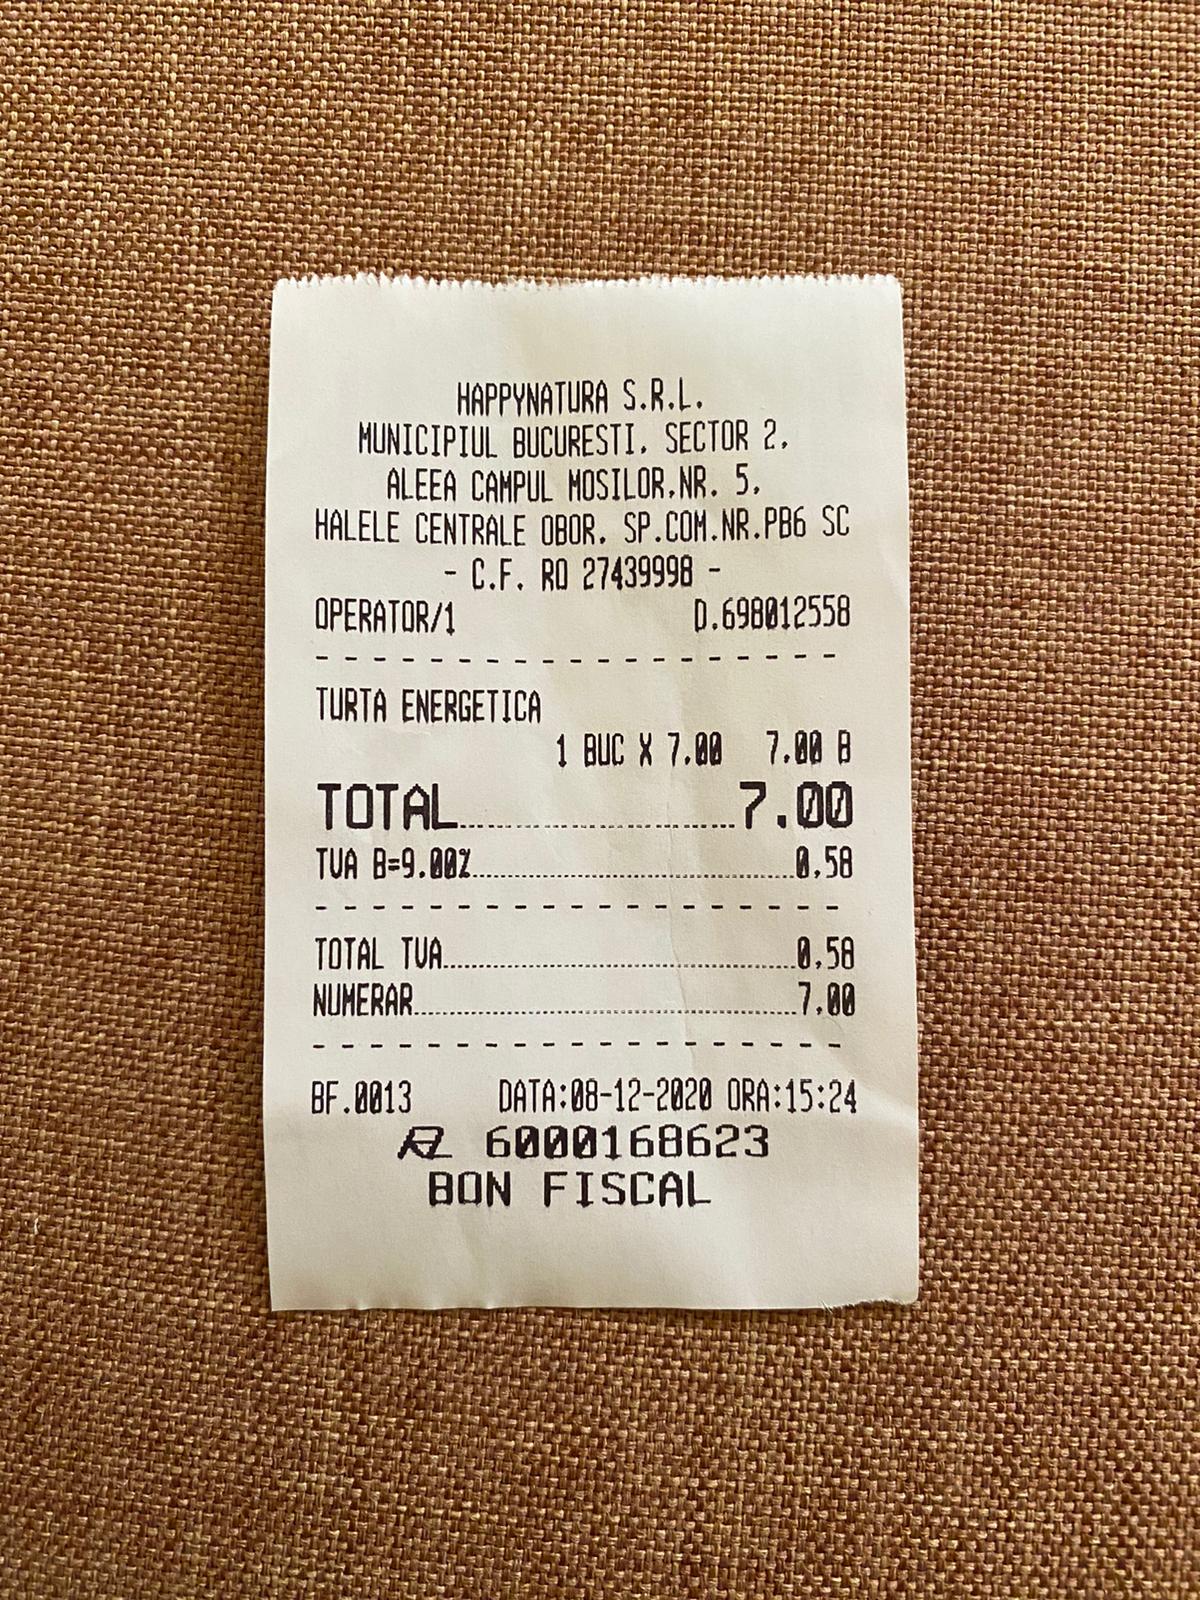 HAPPYNATURA S.R.L.
MUNICIPIUL BUCURESTI, SECTOR 2,
ALEEA CAMPUL MOSILOR,NR. 5,
HALELE CENTRALE OBOR, SP.COM.NR.PB6 SC
- C.F. RO 27439998 -
OPERATOR/1 D.698012558
TURTA ENERGETICA
1 BUC X 7.00 7.00 B
TOTAL 7.00
TVA B=9.00% 0,58
TOTAL TVA 0,58
NUMERAR 7,00
BF.0013 DATA:08-12-2020 ORA:15:24
6000168623
BON FISCAL